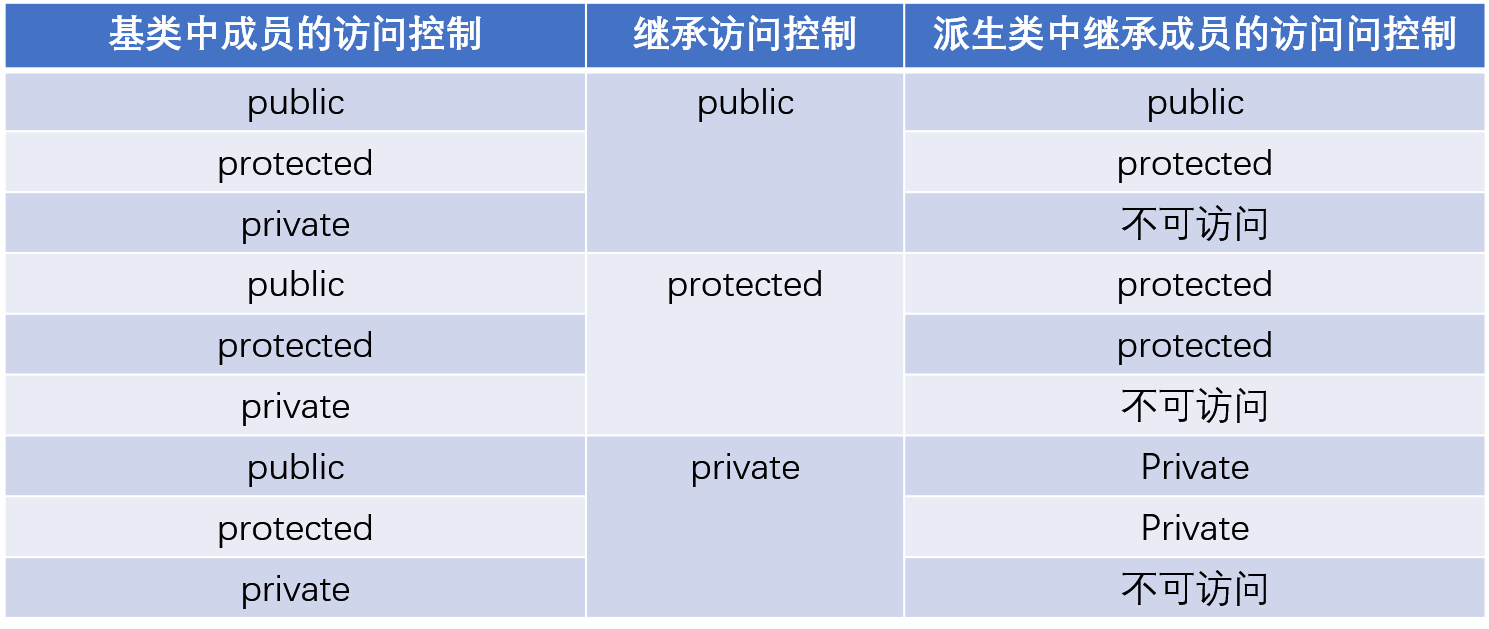 基类中成员的访问控制 继承访问控制 派生类中继承成员的访问问控制
public public public
protected protected
private 不可访问
public protected protected
protected protected
private 不可访问
public private Private
protected Private
private 不可访问